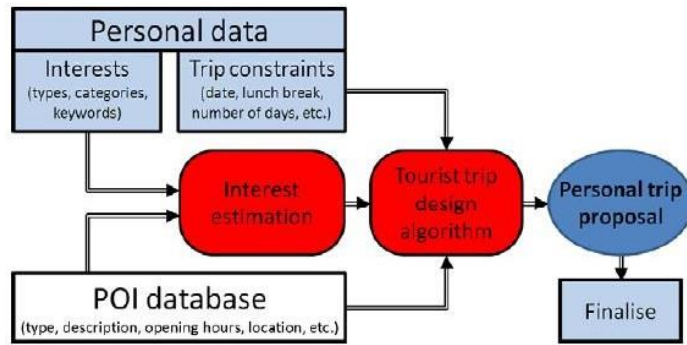 Personal data
Interests
(types, categories,
keywords)
Trip constraints
(date, lunch break,
number of days, etc.)
Interest
estimation
Tourist trip
design
algorithm
Personal trip
proposal
POI database
(type, description, opening hours, location, etc.)
Finalise